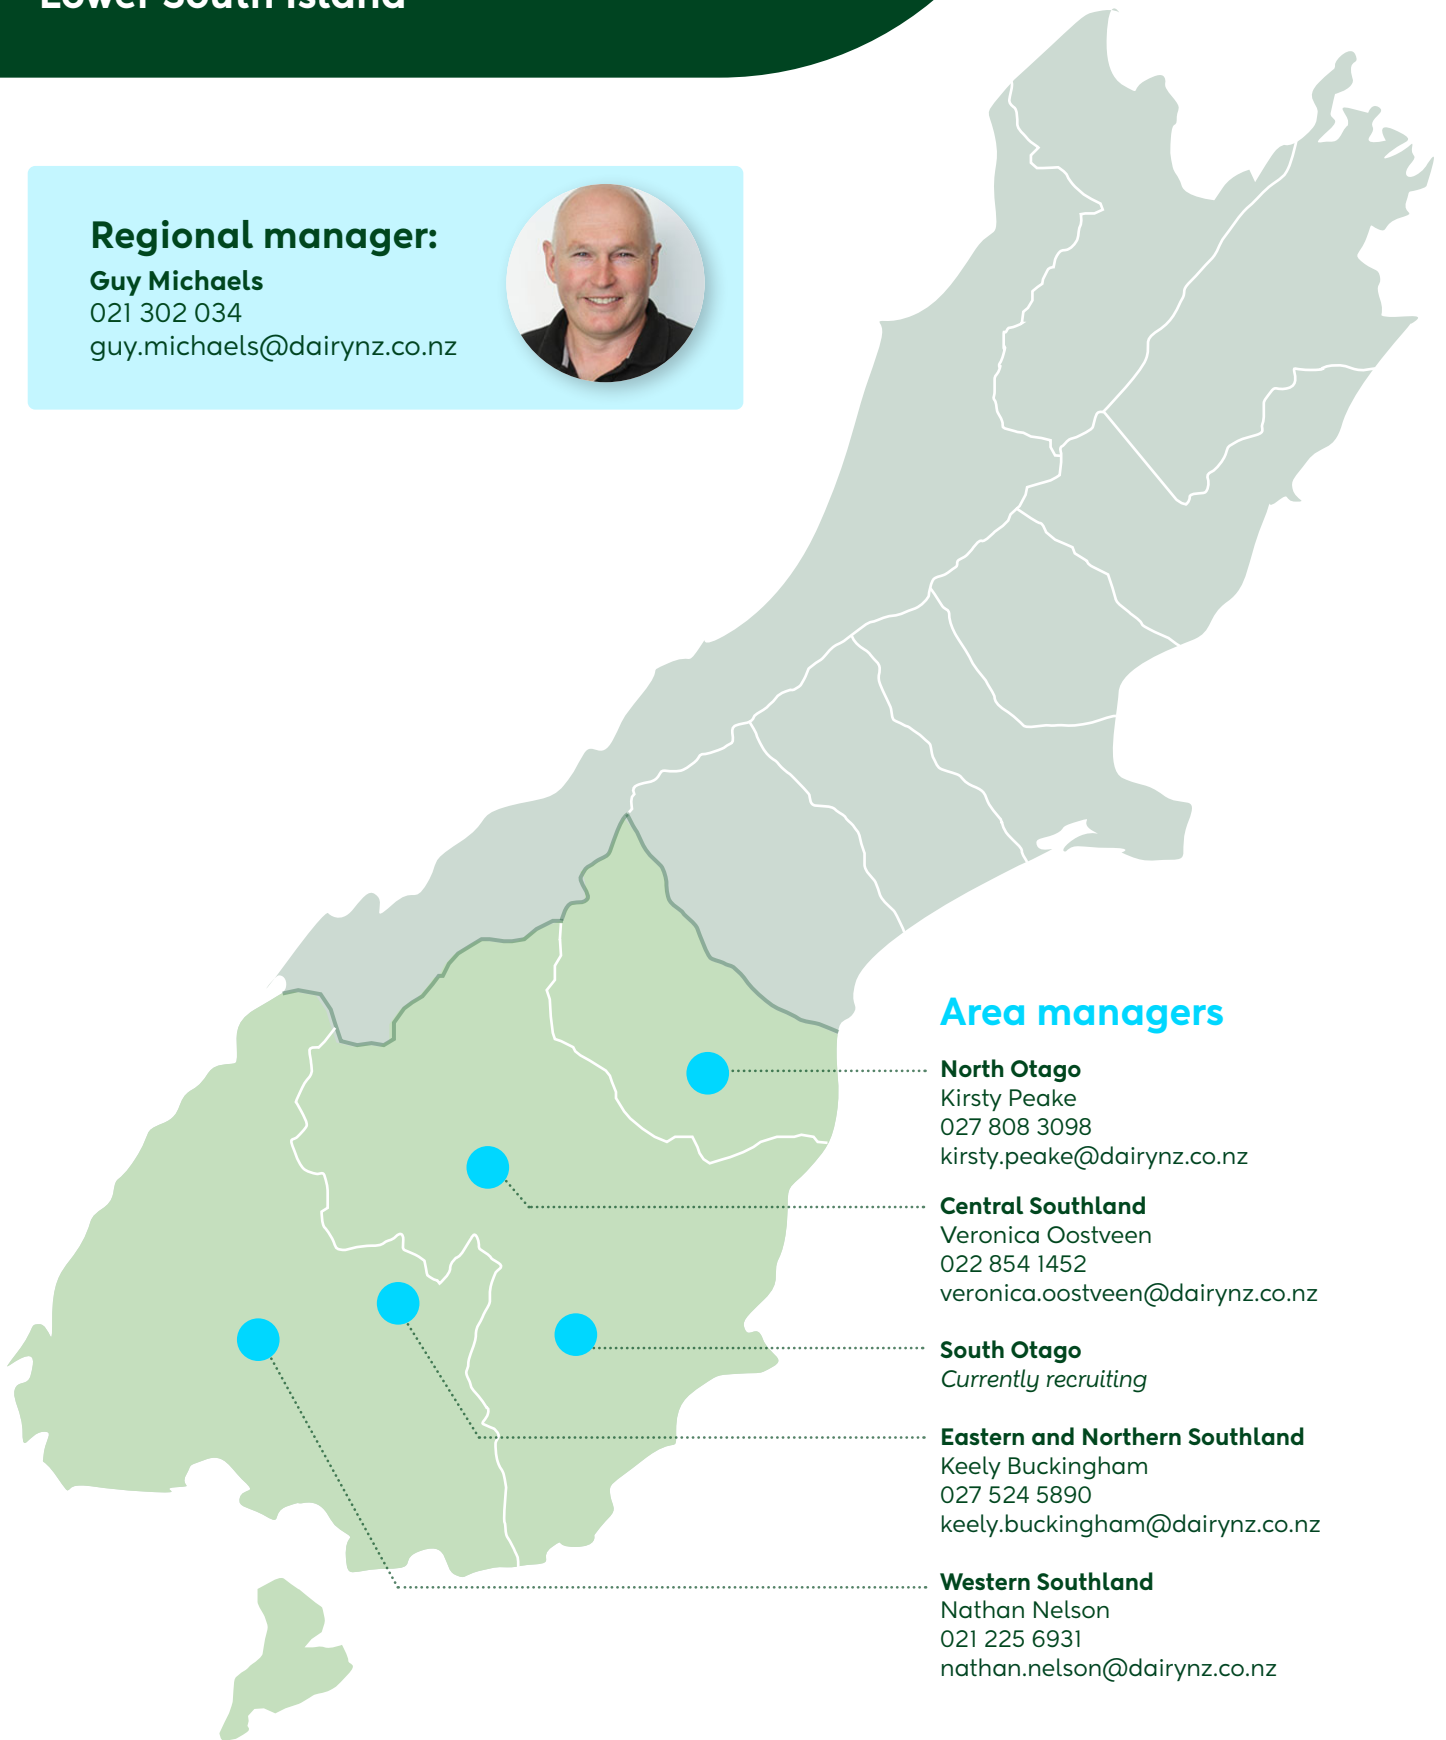 Lower South Island
Regional manager:
Guy Michaels
021 302 034
guy.michaels@dairynz.co.nz
Area managers
North Otago
Kirsty Peake
027 808 3098
kirsty.peake@dairynz.co.nz
Central Southland
Veronica Oostveen
022 854 1452
veronica.oostveen@dairynz.co.nz
South Otago
Currently recruiting
Eastern and Northern Southland
Keely Buckingham
027 524 5890
keely.buckingham@dairynz.co.nz
Western Southland
Nathan Nelson
021 225 6931
nathan.nelson@dairynz.co.nz